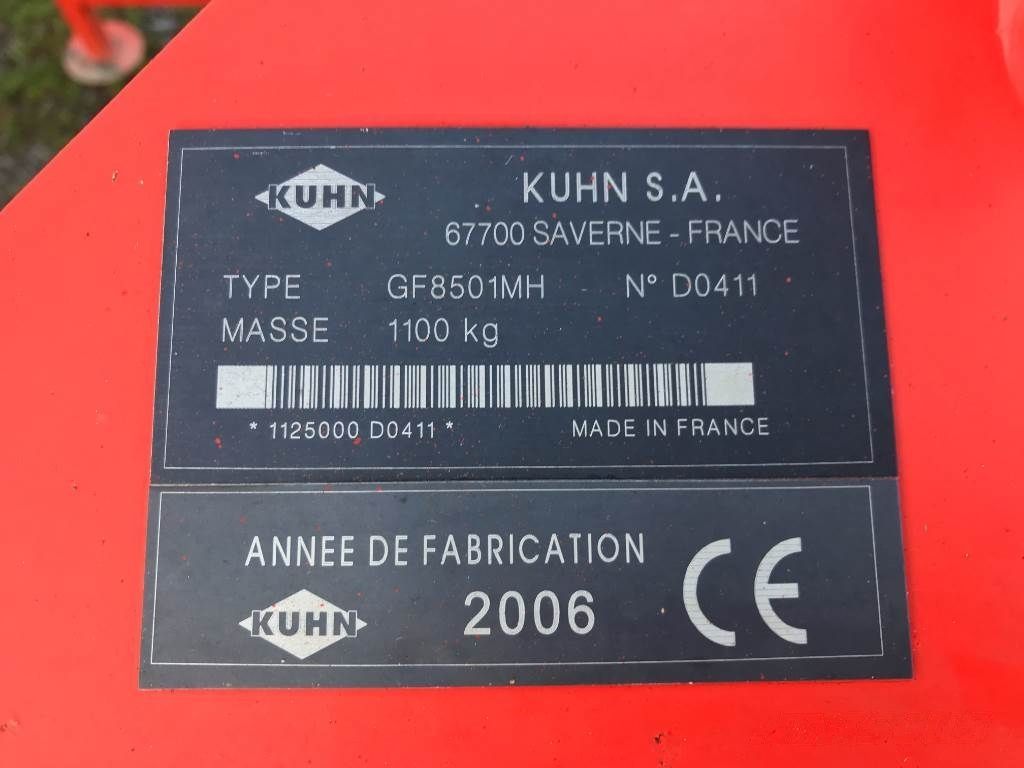 KUHN
KUHN S.A.
67700 SAVERNE - FRANCE
TYPE GF8501MH N° D0411
MASSE 1100 kg
* 1125000 D0411 * MADE IN FRANCE
ANNEE DE FABRICATION
KUHN 2006 CE